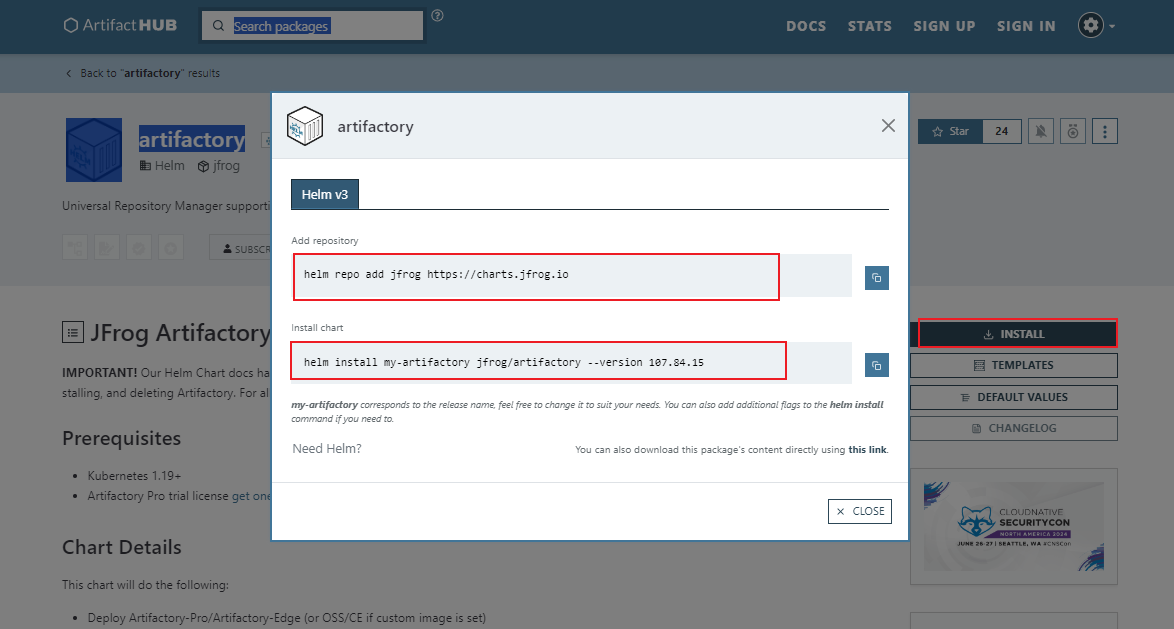 ArtifactHUB
Search packages
?
DOCS STATS SIGN UP SIGN IN
Back to "artifactory" results
artifactory
Helm jfrog
Universal Repository Manager supporti
SUBSCR
Star 24
artifactory
Helm v3
Add repository
helm repo add jfrog https://charts.jfrog.io
Install chart
helm install my-artifactory jfrog/artifactory --version 107.84.15
my-artifactory corresponds to the release name, feel free to change it to suit your needs. You can also add additional flags to the helm install
command if you need to.
Need Helm?
You can also download this package's content directly using this link.
CLOSE
JFrog Artifactory
IMPORTANT! Our Helm Chart docs ha
stalling, and deleting Artifactory. For al
Prerequisites
• Kubernetes 1.19+
• Artifactory Pro trial license get one
Chart Details
This chart will do the following:
• Deploy Artifactory-Pro/Artifactory-Edge (or OSS/CE if custom image is set)
INSTALL
TEMPLATES
DEFAULT VALUES
CHANGELOG
CLOUDNATIVE
SECURITYCON
NORTH AMERICA 2024
JUNE 26-27 | SEATTLE, WA #CNSCon